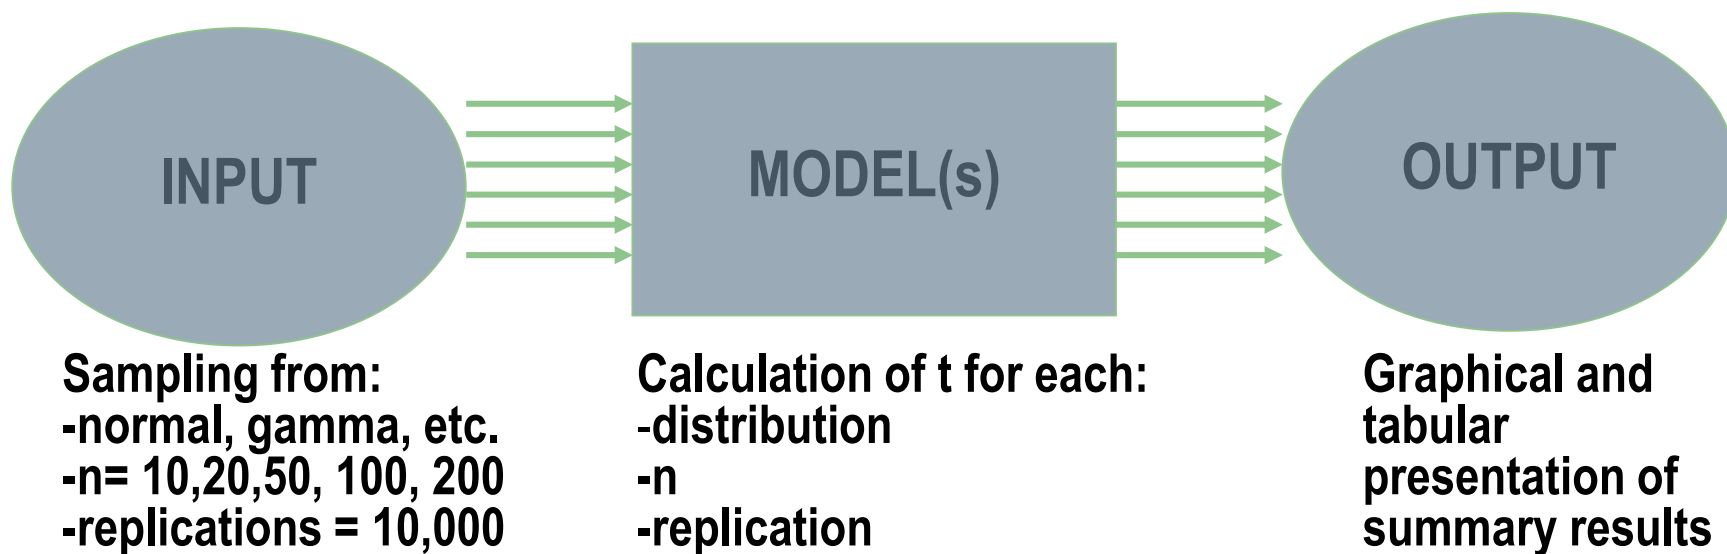 INPUT
MODEL(s)
OUTPUT
Sampling from:
-normal, gamma, etc.
-n= 10,20,50, 100, 200
-replications = 10,000
Calculation of t for each:
-distribution
-n
-replication
Graphical and
tabular
presentation of
summary results